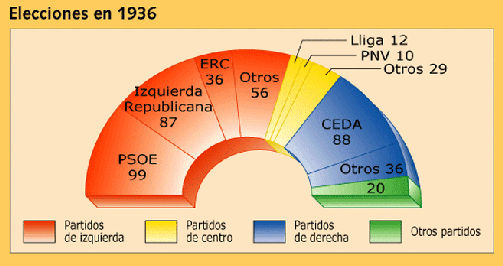 Elecciones en 1936
Lliga 12
PNV 10
Otros 29
ERC
36
Otros
56
Izquierda
Republicana
87
CEDA
88
PSOE
99
Otros 36
20
Partidos
de izquierda
Partidos
de centro
Partidos
de derecha
Otros partidos